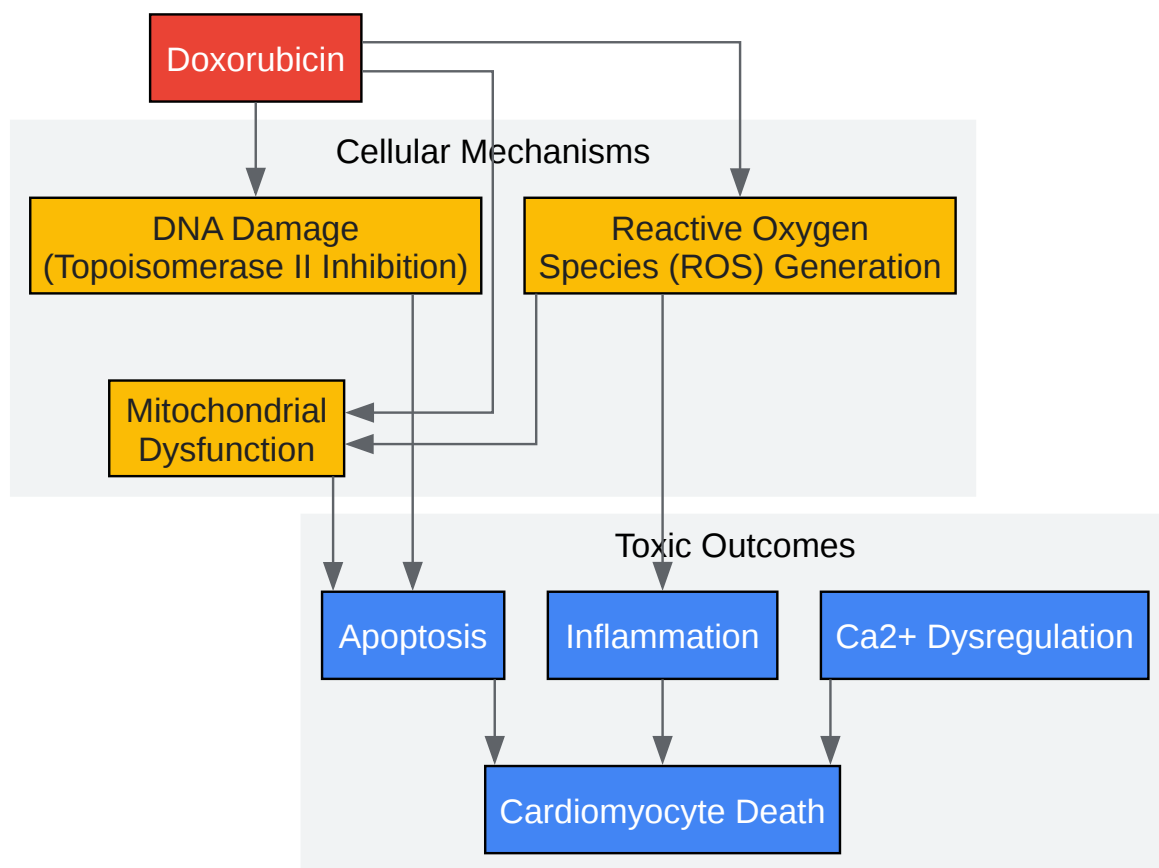 Doxorubicin
Cellular Mechanisms
DNA Damage
(Topoisomerase II Inhibition)
Reactive Oxygen
Species (ROS) Generation
Mitochondrial
Dysfunction
Toxic Outcomes
Apoptosis
Inflammation
Ca2+ Dysregulation
Cardiomyocyte Death